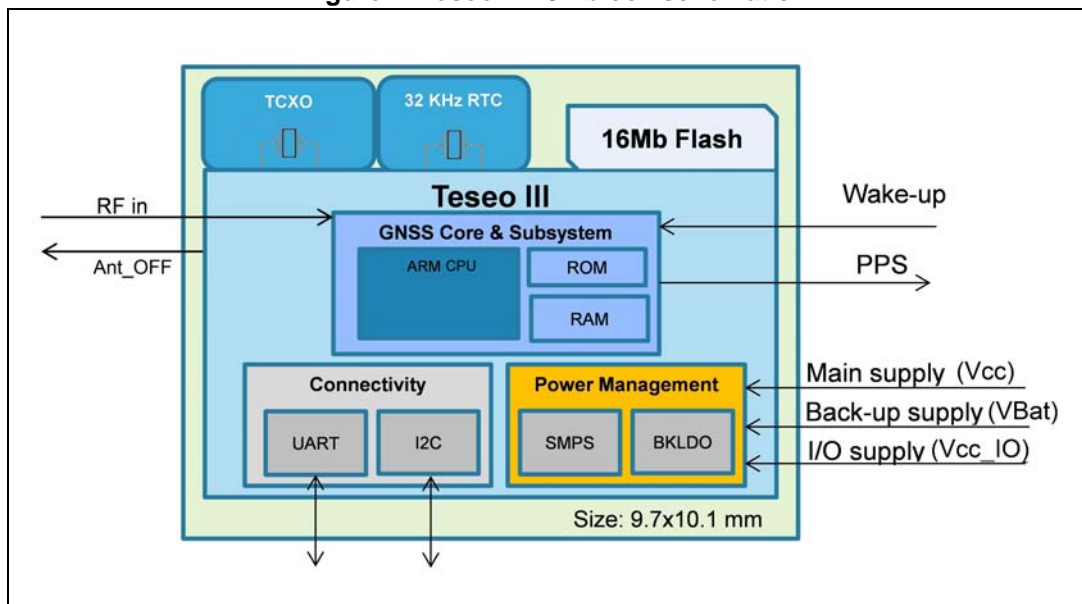 TCXO
32 KHz RTC
16Mb Flash
Teseo III
RF in
Ant_OFF
GNSS Core & Subsystem
ARM CPU
ROM
RAM
Wake-up
PPS
Connectivity
UART
I2C
Power Management
SMPS
BKLDO
Main supply (Vcc)
Back-up supply (VBat)
I/O supply (Vcc_IO)
Size: 9.7x10.1 mm